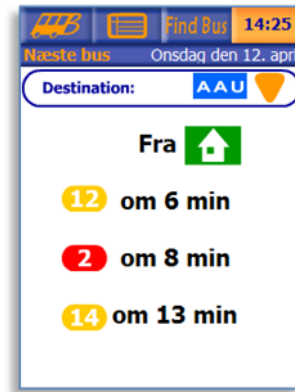 Find Bus 14:25
Næste bus Onsdag den 12. apr
Destination: AAU
Fra
12 om 6 min
2 om 8 min
14 om 13 min